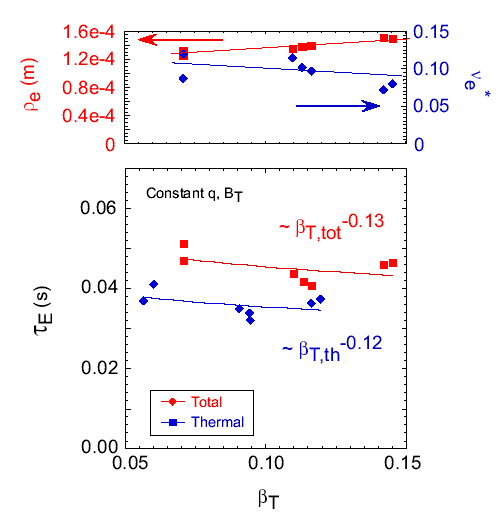 1.6e-4
1.2e-4
8.0e-4
0.4e-4
0
ρe (m)
0.15
0.10
0.05
0
νe*
Constant q, BT
~ βT,tot-0.13
~ βT,th-0.12
Total
Thermal
0.06
0.04
0.02
0.00
τE (s)
0.05
0.10
0.15
βT